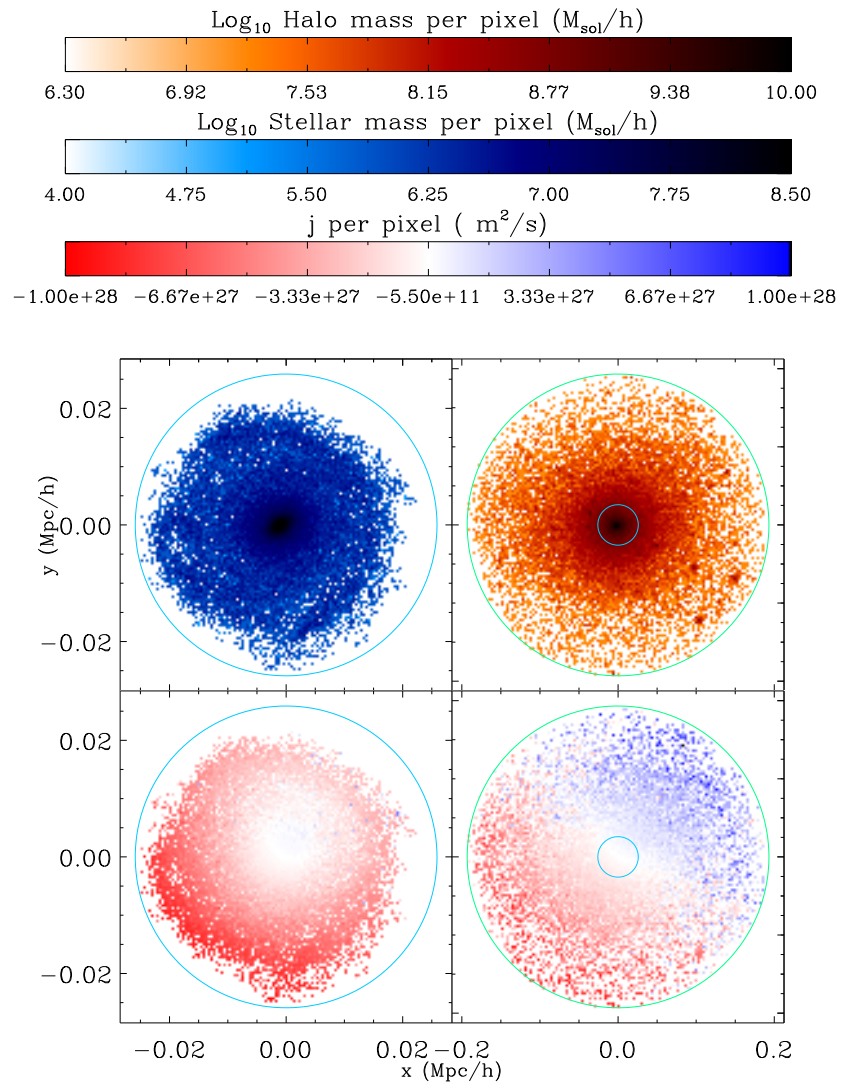 Log₁₀ Halo mass per pixel (M_sol/h)
6.30 6.92 7.53 8.15 8.77 9.38 10.00
Log₁₀ Stellar mass per pixel (M_sol/h)
4.00 4.75 5.50 6.25 7.00 7.75 8.50
j per pixel ( m²/s)
−1.00e+28 −6.67e+27 −3.33e+27 −5.50e+11 3.33e+27 6.67e+27 1.00e+28
0.02
0.00
−0.02
y (Mpc/h)
0.02
0.00
−0.02
−0.02 0.00 0.02 −0.2 0.0 0.2
x (Mpc/h)